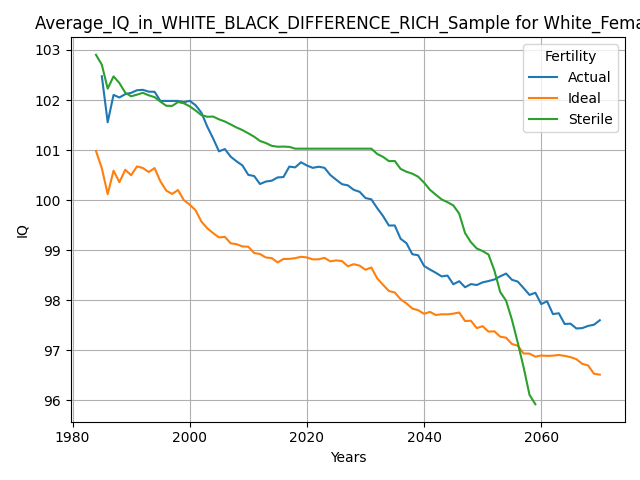 Average_IQ_in_WHITE_BLACK_DIFFERENCE_RICH_Sample for White_Fema
103
102
101
100
99
98
97
96
IQ
Fertility
Actual
Ideal
Sterile
1980
2000
2020
2040
2060
Years